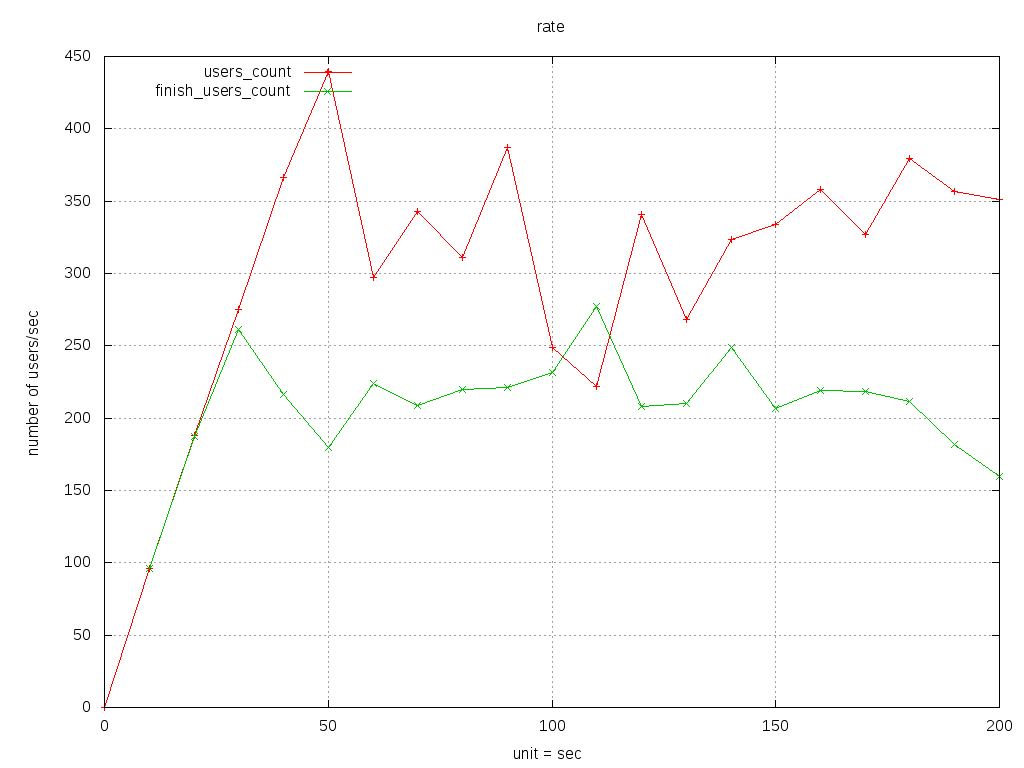 rate
450
400
350
300
250
200
150
100
50
0
users_count
finish_users_count
number of users/sec
0 50 100 150 200
unit = sec